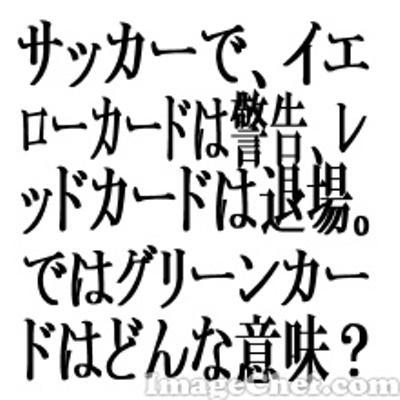 サッカーで、イエ
ローカードは警告、レ
ッドカードは退場。
ではグリーンカー
ドはどんな意味？
ImageChef.com